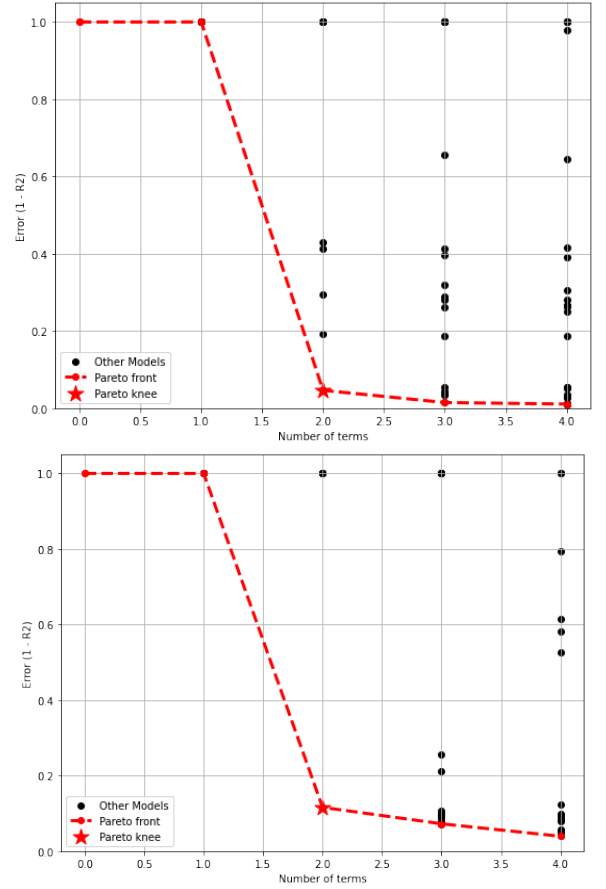 1.0
0.8
0.6
0.4
0.2
0.0
Error (1 - R2)
Other Models
Pareto front
Pareto knee
0.0 0.5 1.0 1.5 2.0 2.5 3.0 3.5 4.0
Number of terms
1.0
0.8
0.6
0.4
0.2
0.0
Error (1 - R2)
Other Models
Pareto front
Pareto knee
0.0 0.5 1.0 1.5 2.0 2.5 3.0 3.5 4.0
Number of terms